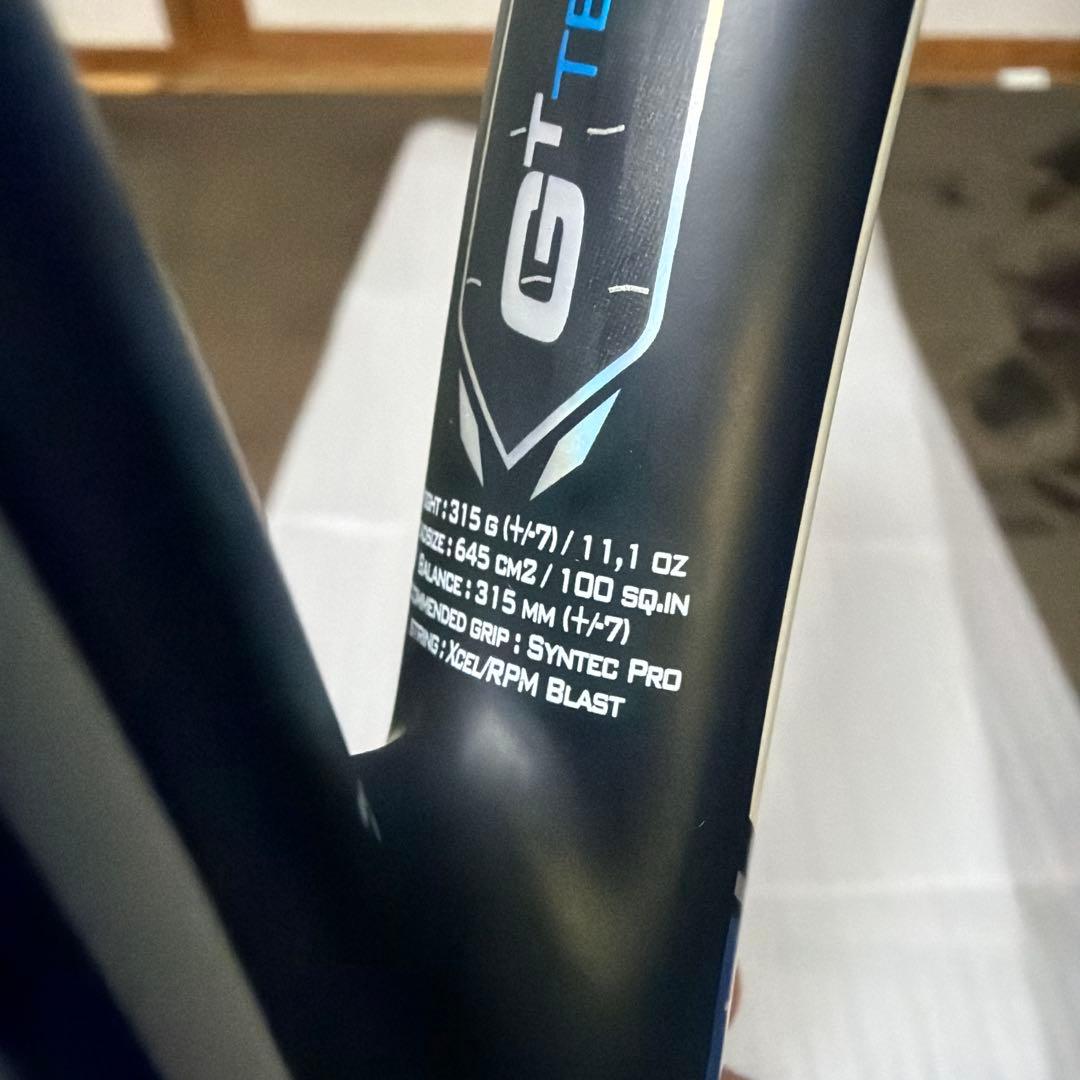 GT TE
: 315 G (+/-7) / 11,1 OZ
: 645 CM2 / 100 SQ.IN
BALANCE : 315 MM (+/-7)
GRIP : SYNTEC PRO
: XCEL/RPM BLAST